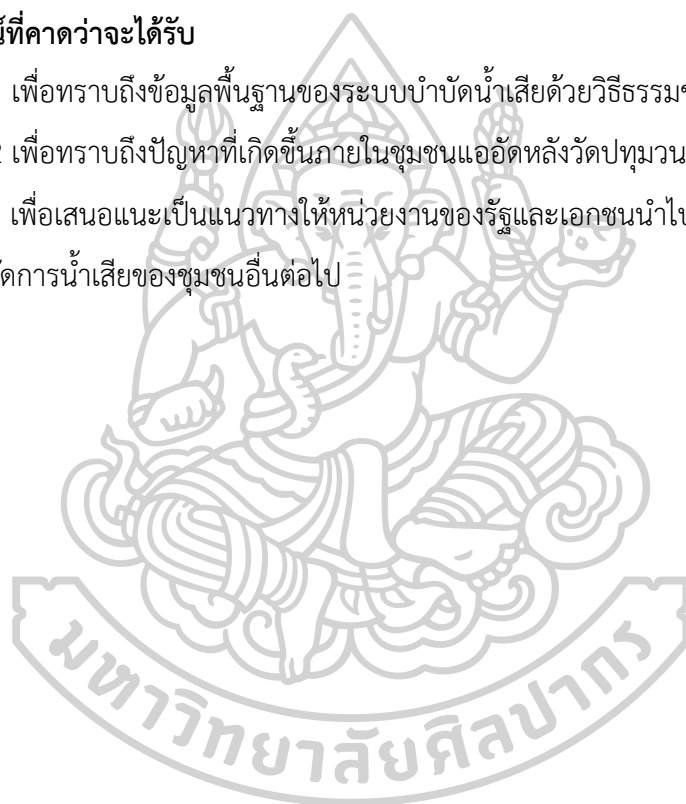 ที่คาดว่าจะได้รับ
เพื่อทราบถึงข้อมูลพื้นฐานของระบบบำบัดน้ำเสียด้วยวิธีธรรมช
2 เพื่อทราบถึงปัญหาที่เกิดขึ้นภายในชุมชนแออัดหลังวัดปทุมวน
เพื่อเสนอแนะเป็นแนวทางให้หน่วยงานของรัฐและเอกชนนำไป
จัดการน้ำเสียของชุมชนอื่นต่อไป
มหาวิทยาลัยศิลปากร